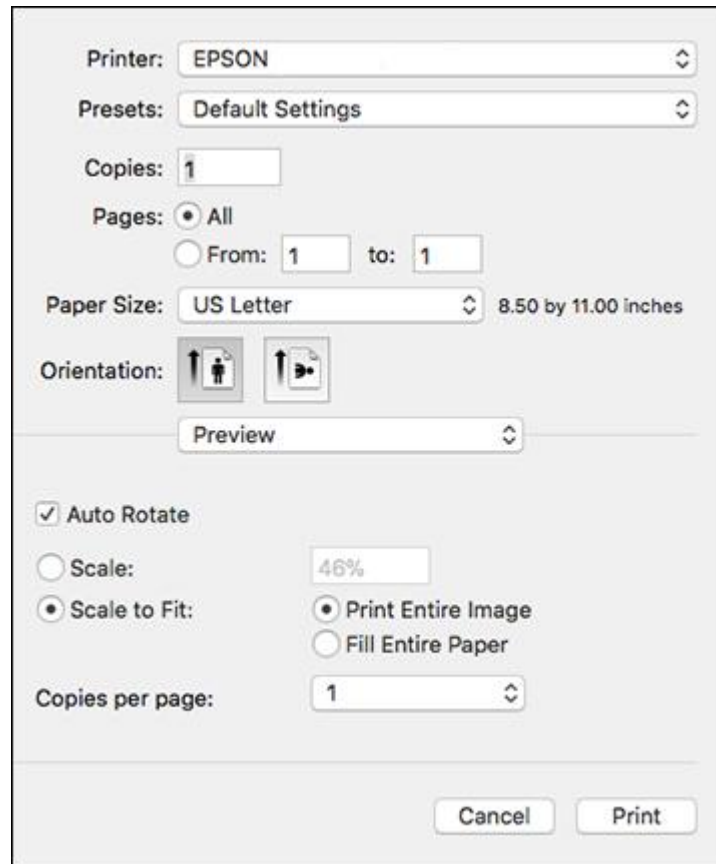 Printer: EPSON
Presets: Default Settings
Copies: 1
Pages: All
From: 1 to: 1
Paper Size: US Letter 8.50 by 11.00 inches
Orientation:
Preview
Auto Rotate
Scale: 46%
Scale to Fit: Print Entire Image
Fill Entire Paper
Copies per page: 1
Cancel Print